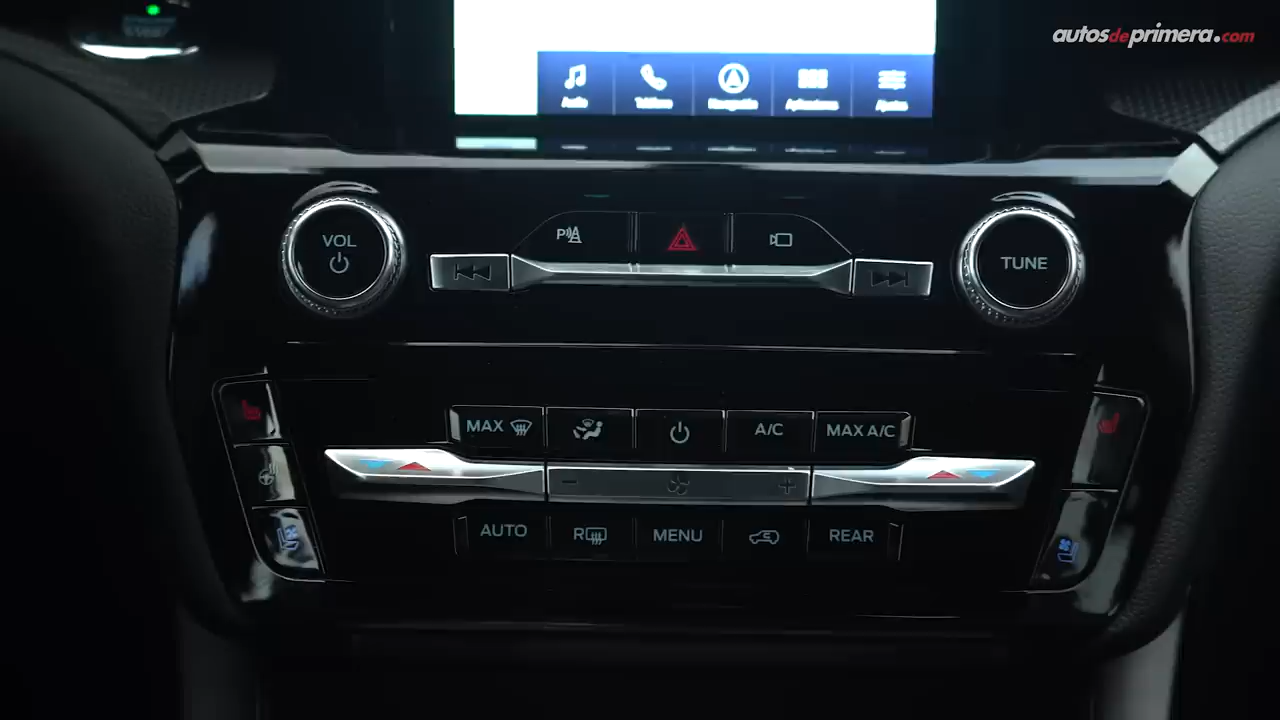 autosdeprimera.com
Audio Teléfono Navegación Aplicaciones Ajustes
VOL
TUNE
MAX
A/C
MAX A/C
AUTO
R
MENU
REAR